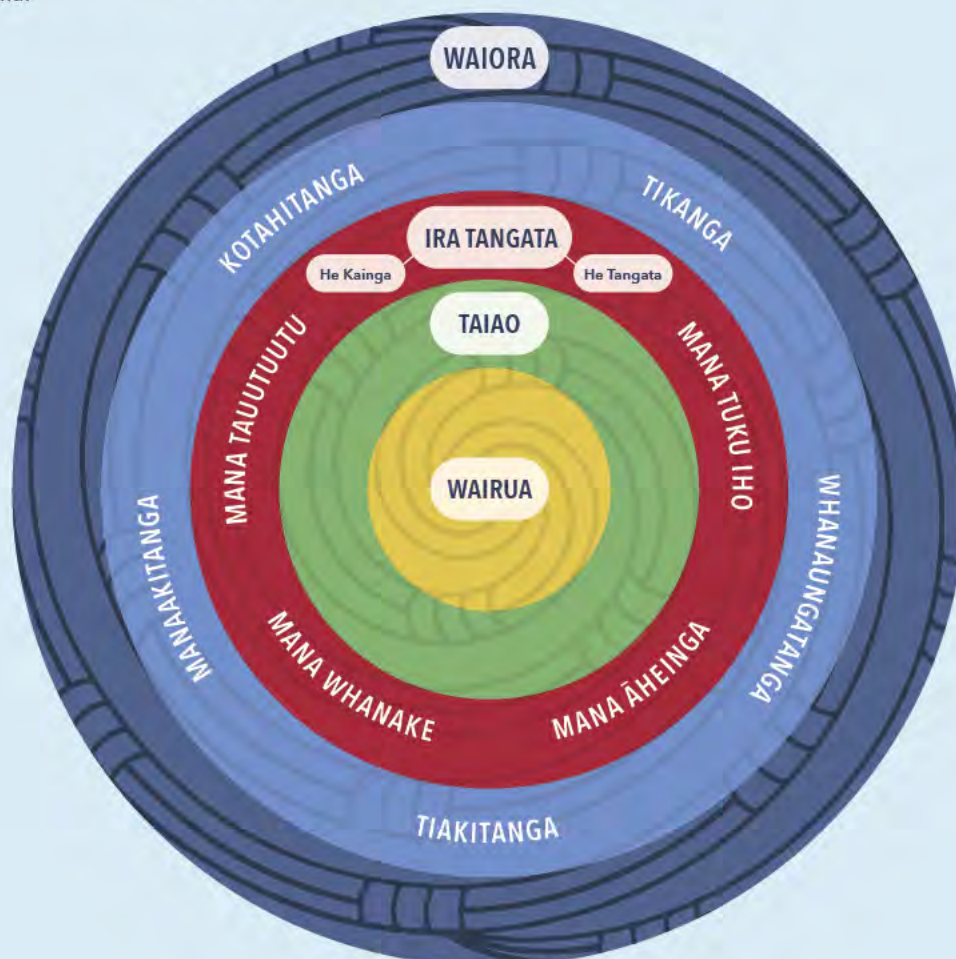 WAIORA
KOTAHITANGA
TIKANGA
IRA TANGATA
He Kainga
He Tangata
TAIAO
MANA TAUUTUUTU
MANA TUKU IHO
WAIRUA
MANAAKITANGA
WHANAUNGATANGA
MANA WHANAKE
MANA ĀHEINGA
TIAKITANGA